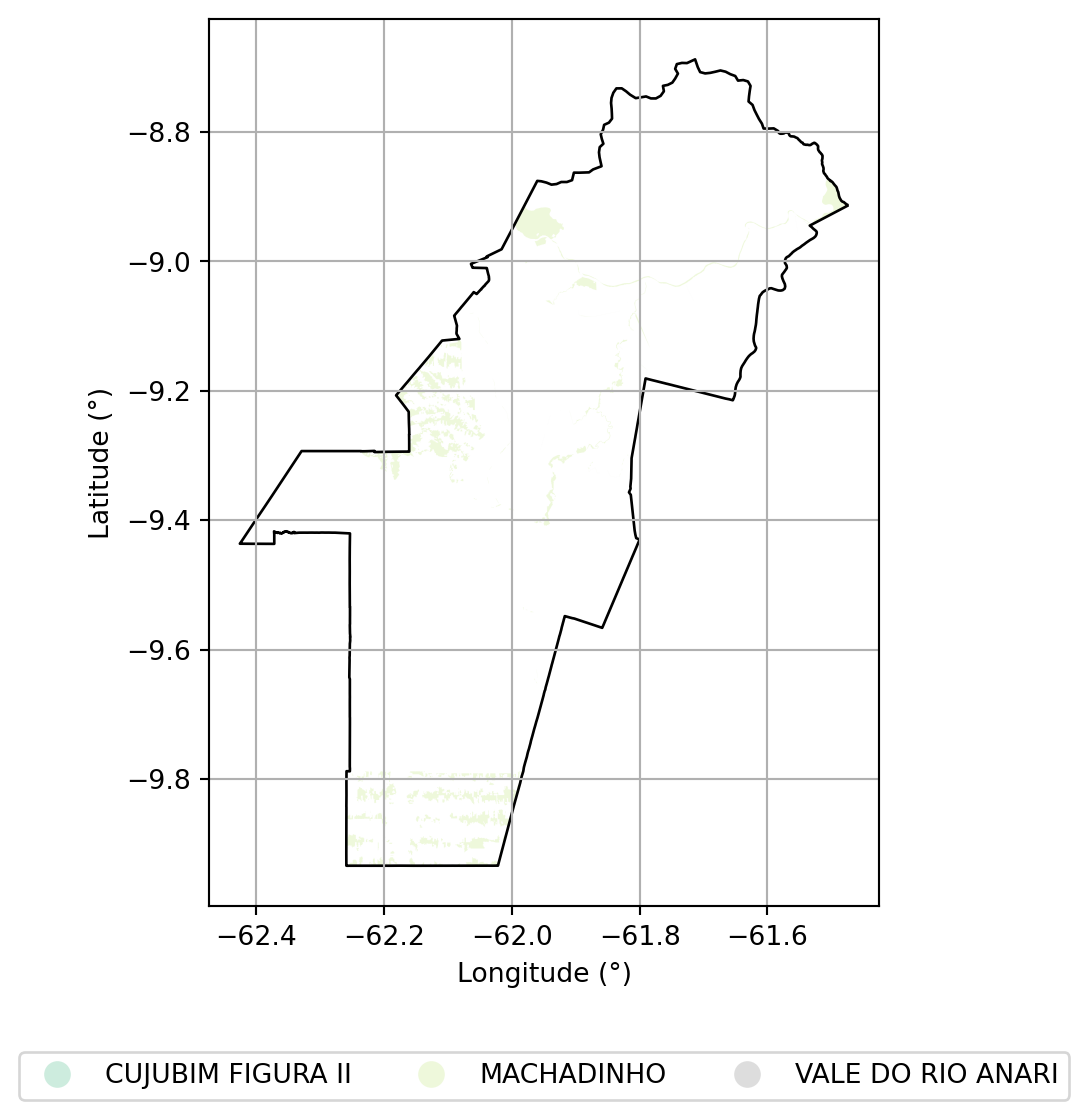 −8.8
−9.0
−9.2
−9.4
−9.6
−9.8
Latitude (°)
−62.4 −62.2 −62.0 −61.8 −61.6
Longitude (°)
CUJUBIM FIGURA II MACHADINHO VALE DO RIO ANARI